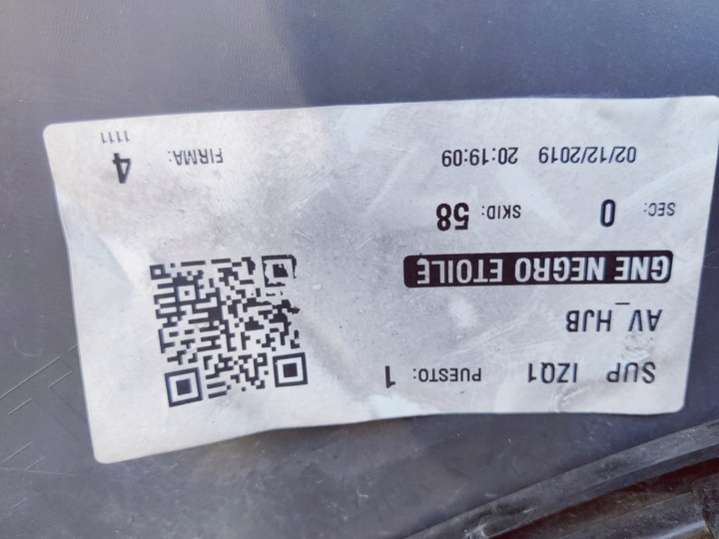 SUP IZQ1 PUESTO: 1
AV_HJB
GNE NEGRO ETOILE
SEC: 0 SKID: 58
02/12/2019 20:19:09 FIRMA: 4
1111